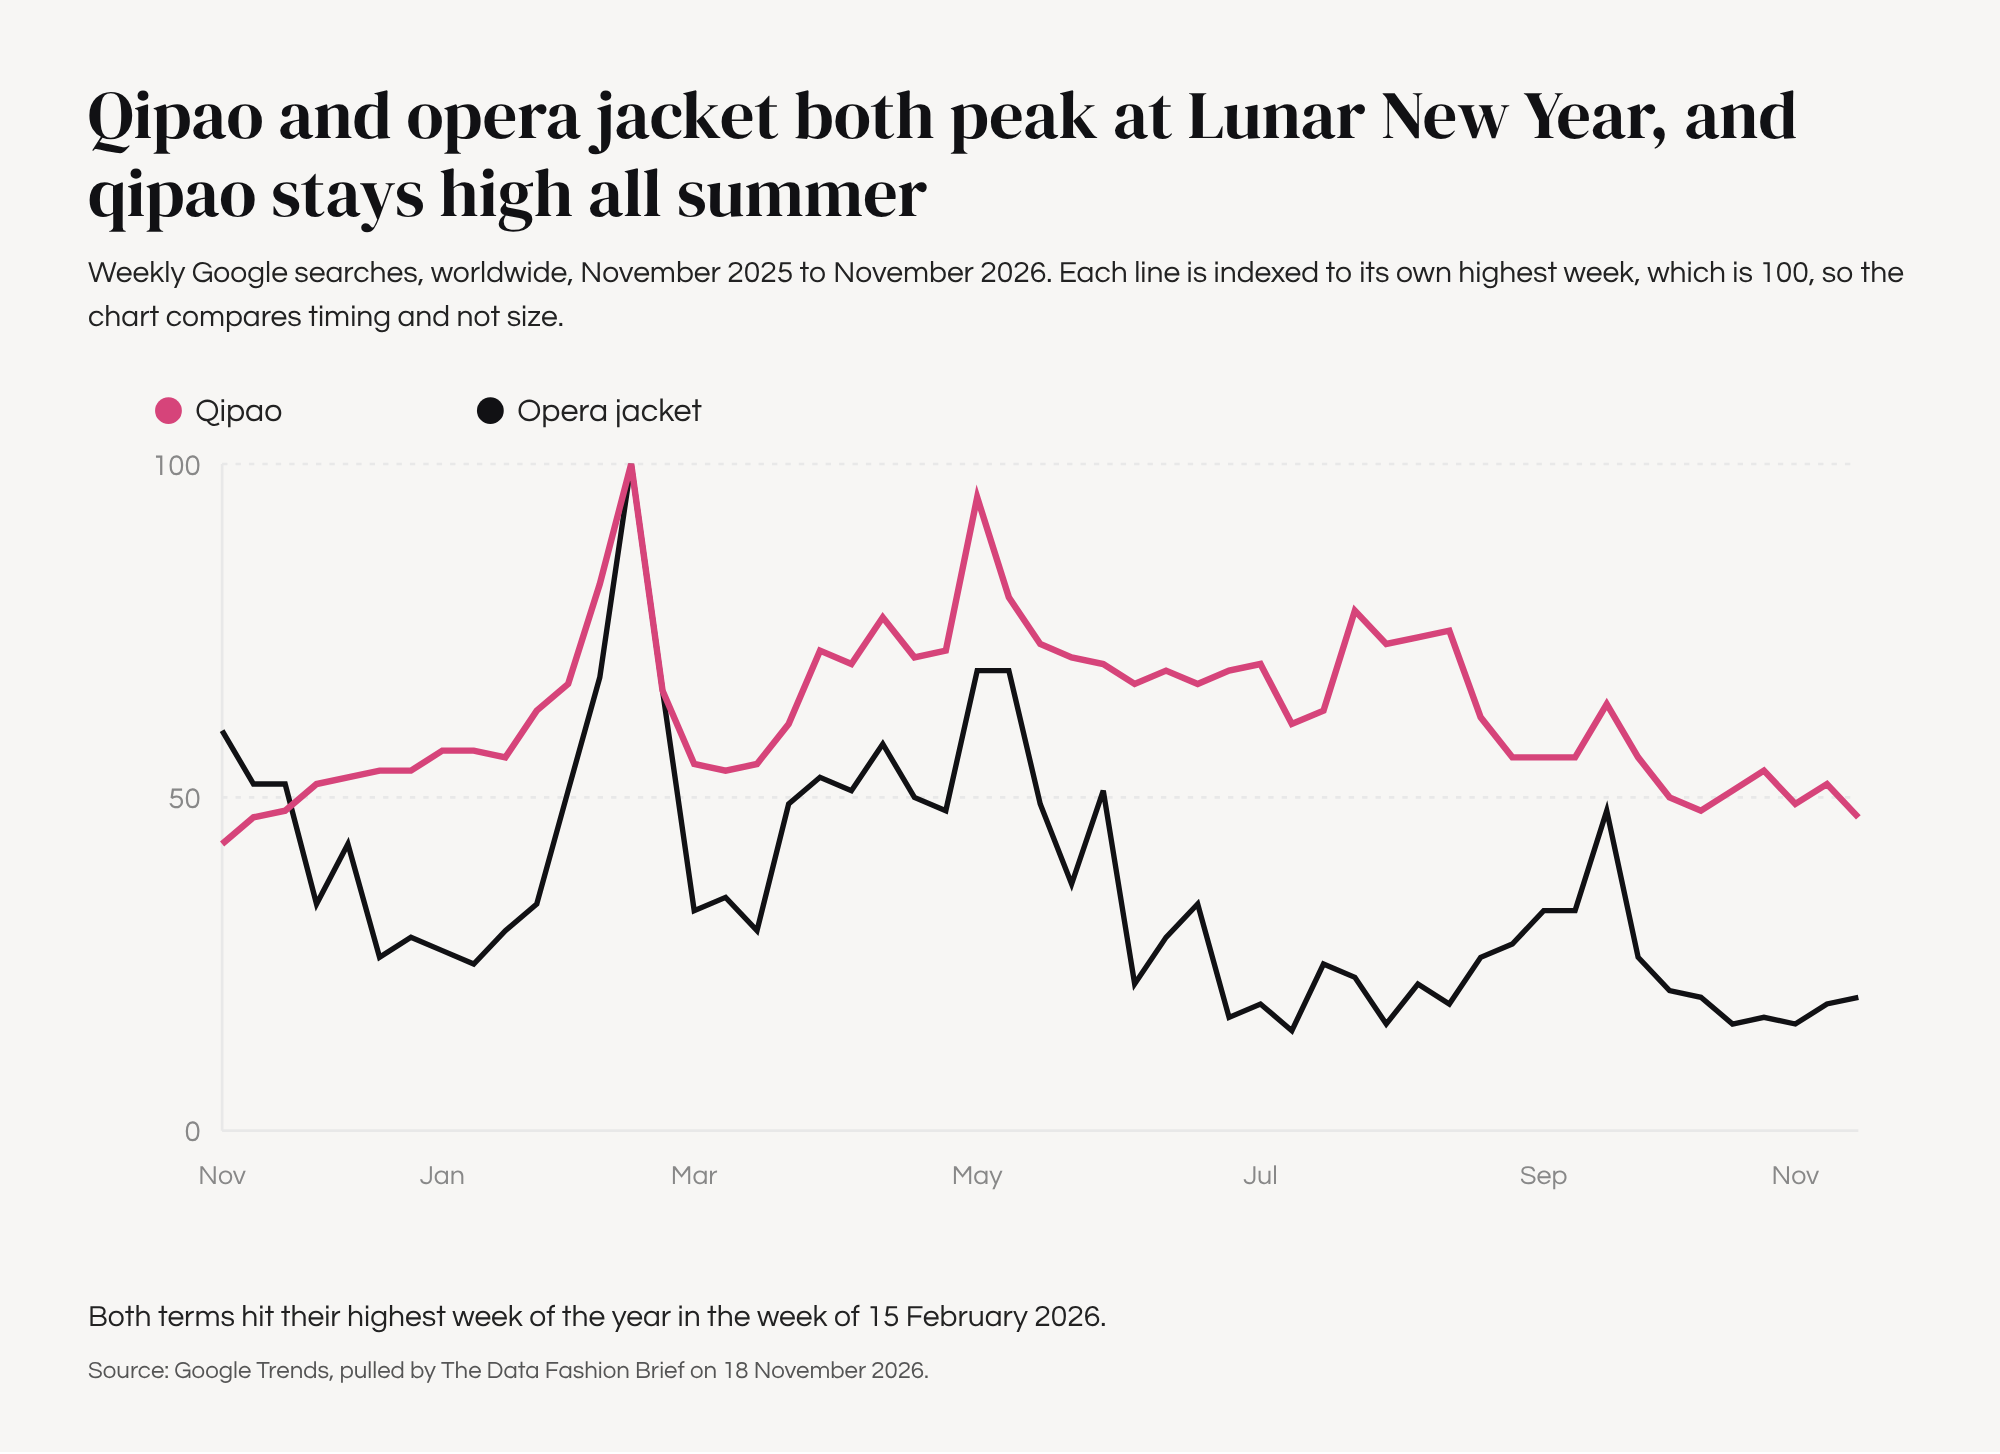 Qipao and opera jacket both peak at Lunar New Year, and
qipao stays high all summer
Weekly Google searches, worldwide, November 2025 to November 2026. Each line is indexed to its own highest week, which is 100, so the
chart compares timing and not size.
Qipao
Opera jacket
100
50
0
Nov
Jan
Mar
May
Jul
Sep
Nov
Both terms hit their highest week of the year in the week of 15 February 2026.
Source: Google Trends, pulled by The Data Fashion Brief on 18 November 2026.